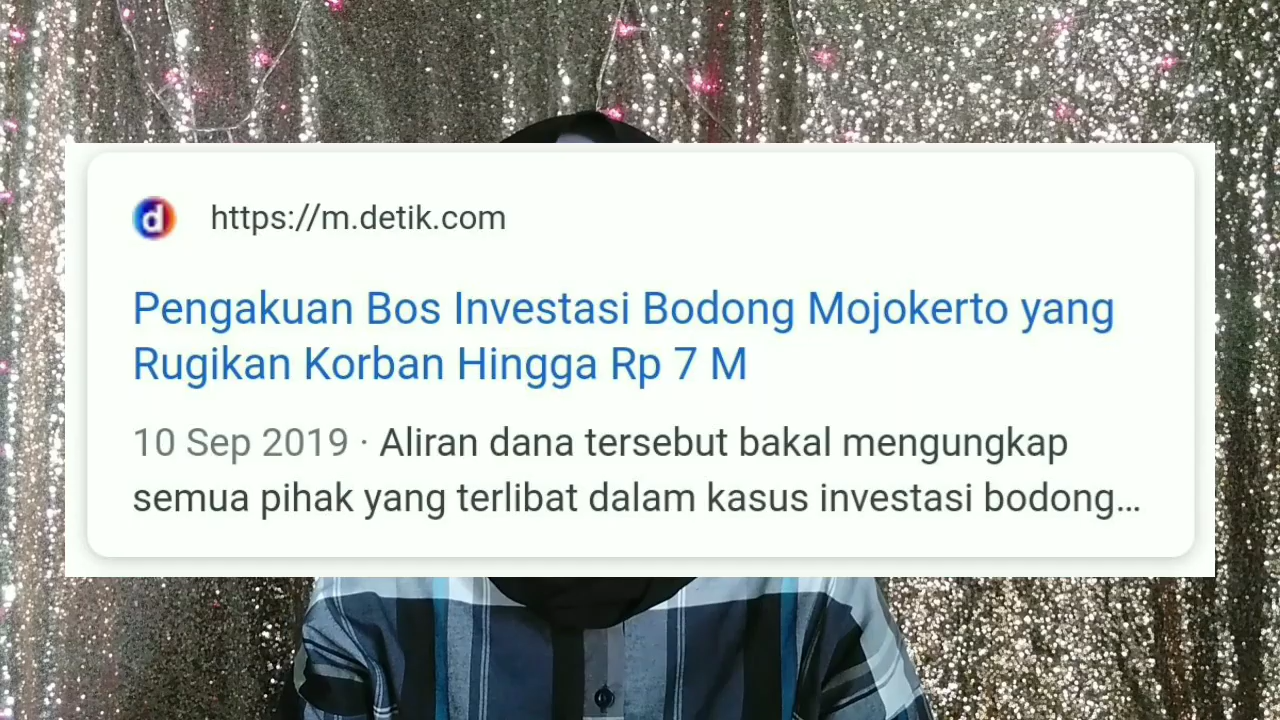 d
https://m.detik.com
Pengakuan Bos Investasi Bodong Mojokerto yang
Rugikan Korban Hingga Rp 7 M
10 Sep 2019 · Aliran dana tersebut bakal mengungkap
semua pihak yang terlibat dalam kasus investasi bodong...